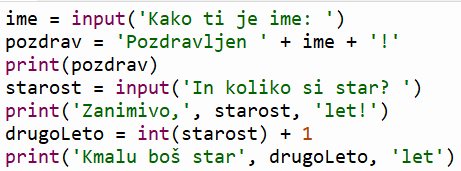 ime = input('Kako ti je ime: ')
pozdrav = 'Pozdravljen ' + ime + '!'
print(pozdrav)
starost = input('In koliko si star? ')
print('Zanimivo,', starost, 'let!')
drugoLeto = int(starost) + 1
print('Kmalu boš star', drugoLeto, 'let')